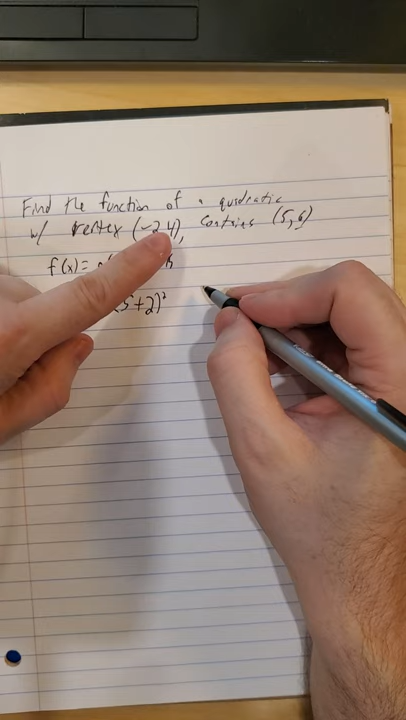 Find the function of a quadratic
w/ vertex (-2,4), contains (5,6)
f(x)=
(5+2)²